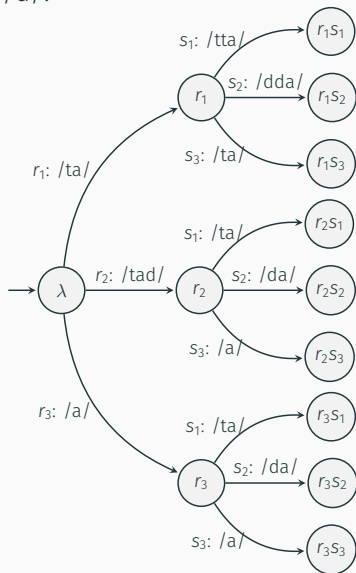 s₁: /tta/
r₁s₁
s₂: /dda/
r₁
r₁s₂
s₃: /ta/
r₁s₃
r₁: /ta/
s₁: /ta/
r₂s₁
λ
r₂: /tad/
r₂
s₂: /da/
r₂s₂
s₃: /a/
r₂s₃
r₃: /a/
s₁: /ta/
r₃s₁
s₂: /da/
r₃
r₃s₂
s₃: /a/
r₃s₃